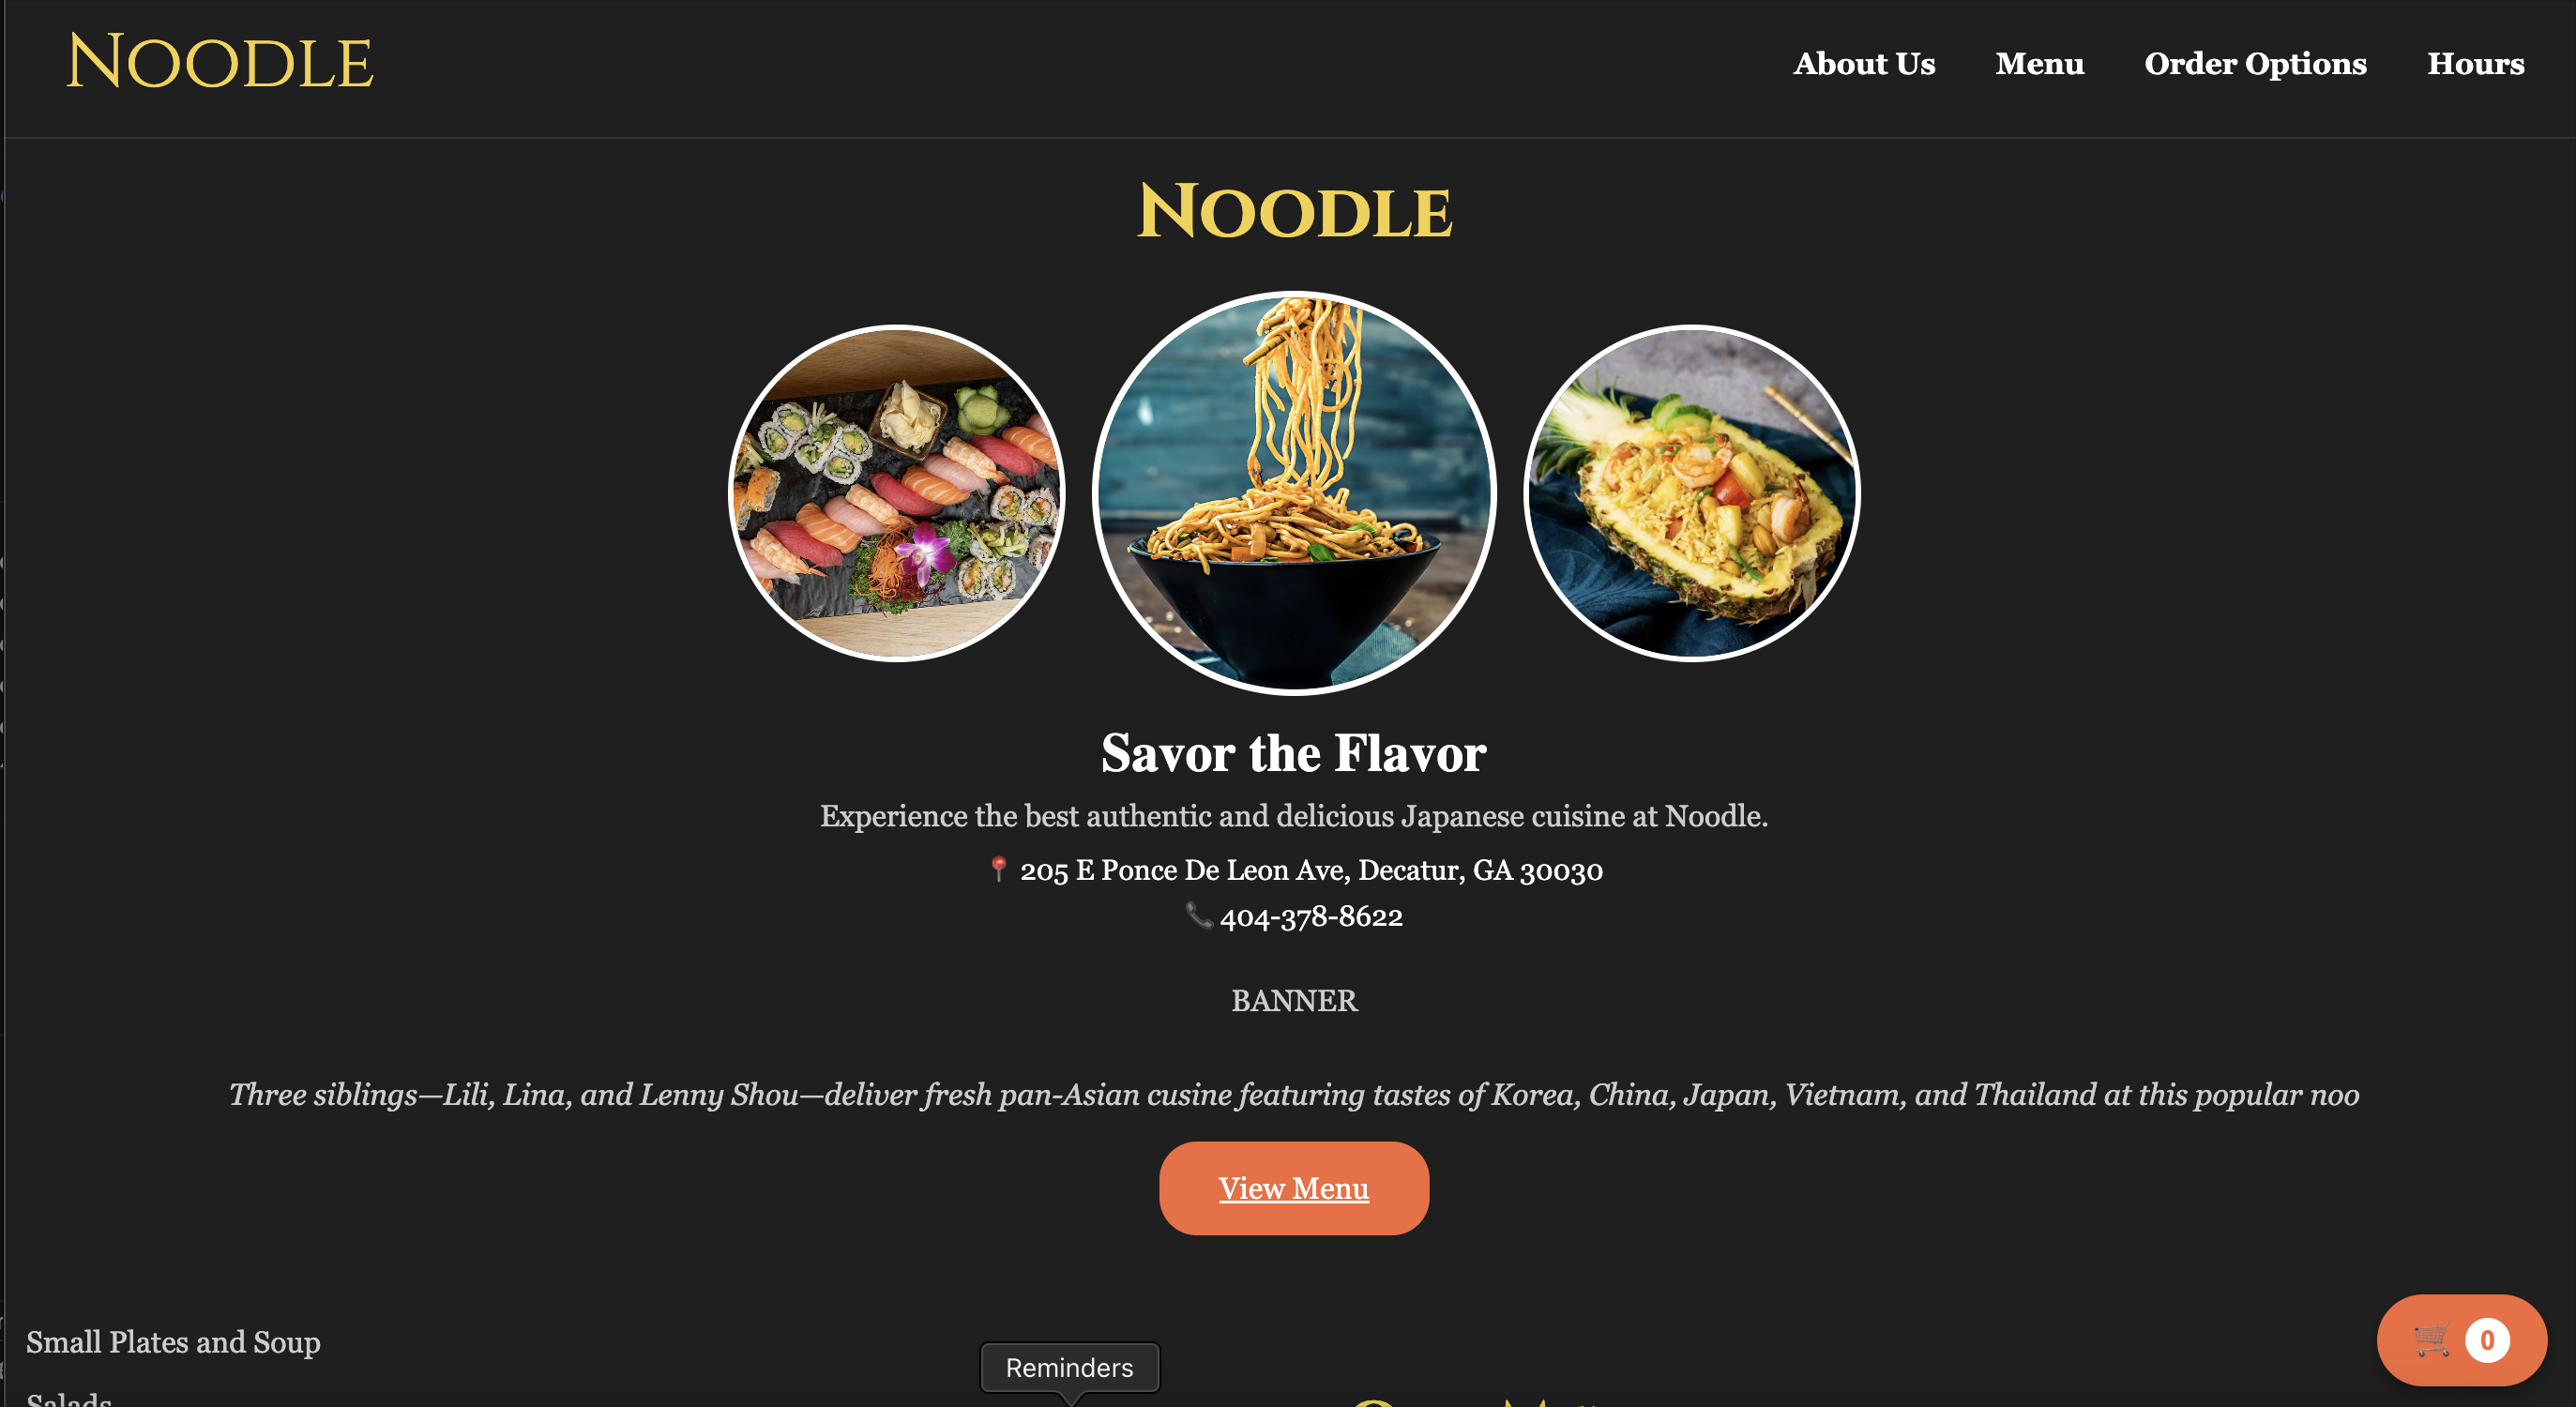 NOODLE
About Us Menu Order Options Hours
NOODLE
Savor the Flavor
Experience the best authentic and delicious Japanese cuisine at Noodle.
205 E Ponce De Leon Ave, Decatur, GA 30030
404-378-8622
BANNER
Three siblings—Lili, Lina, and Lenny Shou—deliver fresh pan-Asian cusine featuring tastes of Korea, China, Japan, Vietnam, and Thailand at this popular noo
View Menu
Small Plates and Soup
0
Reminders
Salads